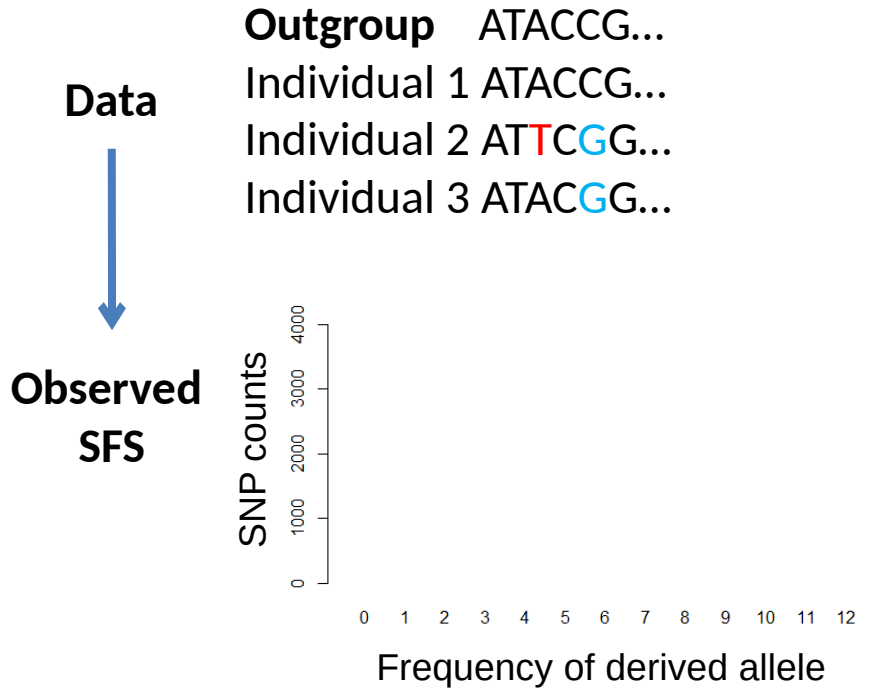 Outgroup ATACCG...
Data
Individual 1 ATACCG...
Individual 2 ATTCGG...
Individual 3 ATACGG...
Observed
SFS
SNP counts
4000
3000
2000
1000
0
0 1 2 3 4 5 6 7 8 9 10 11 12
Frequency of derived allele